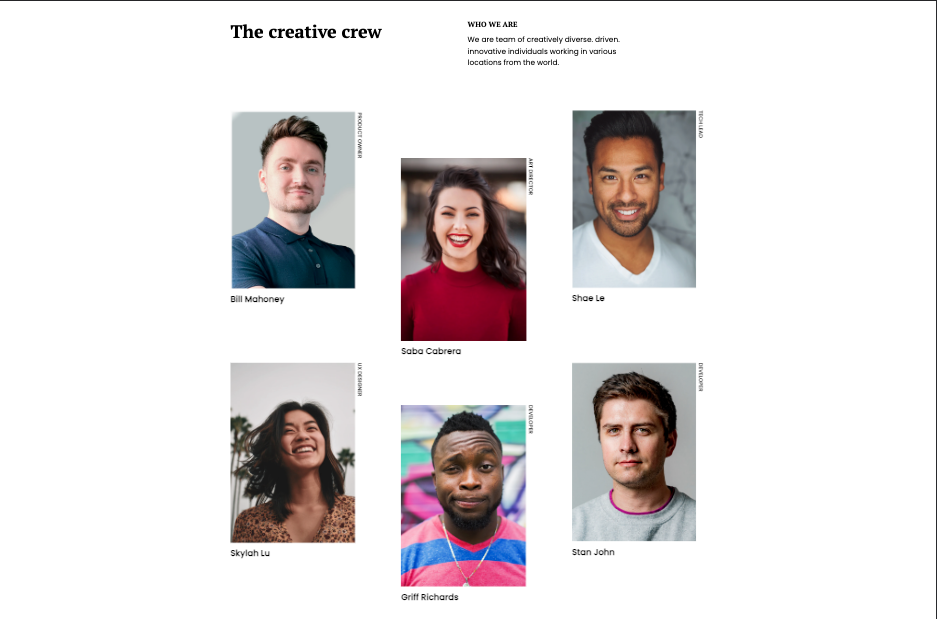 The creative crew
WHO WE ARE
We are team of creatively diverse. driven.
innovative individuals working in various
locations from the world.
PRODUCT OWNER
Bill Mahoney
ART DIRECTOR
Saba Cabrera
TECH LEAD
Shae Le
UX DESIGNER
Skylah Lu
DEVELOPER
Griff Richards
DEVELOPER
Stan John